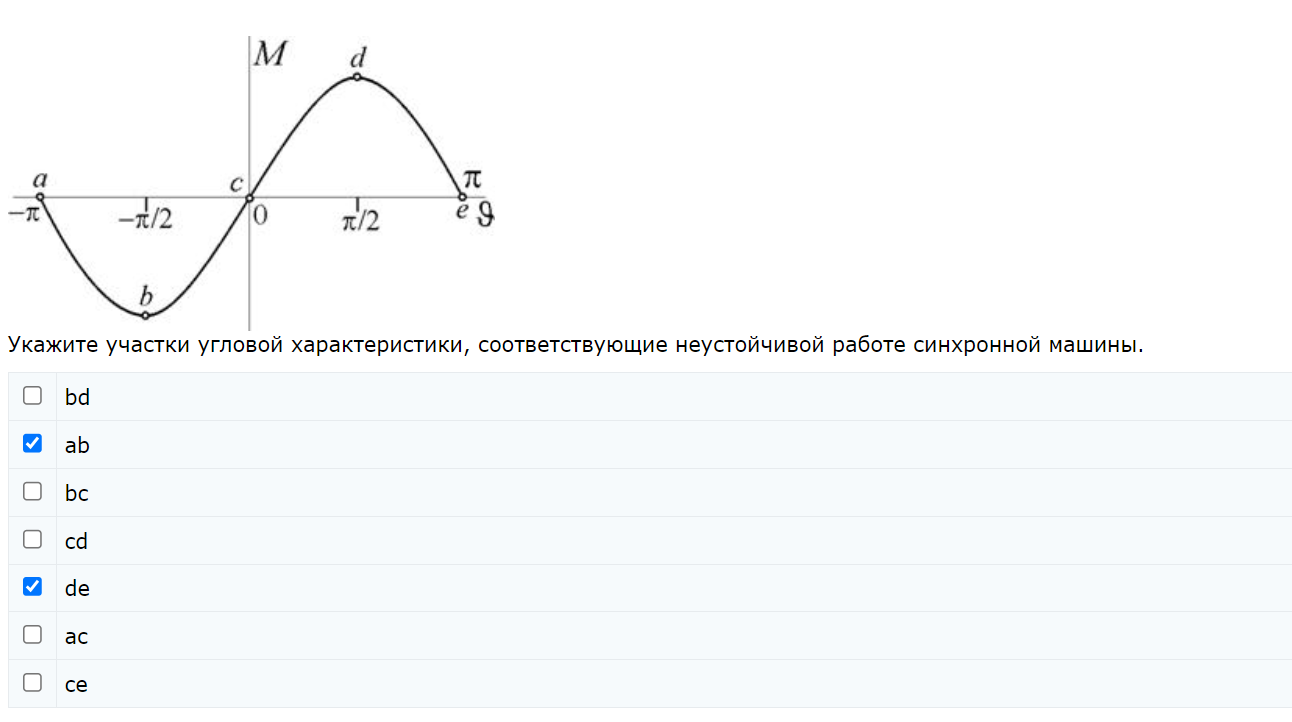 M
d
a
c
π
−π
−π/2
0
π/2
e ϑ
b
Укажите участки угловой характеристики, соответствующие неустойчивой работе синхронной машины.
bd
ab
bc
cd
de
ac
ce